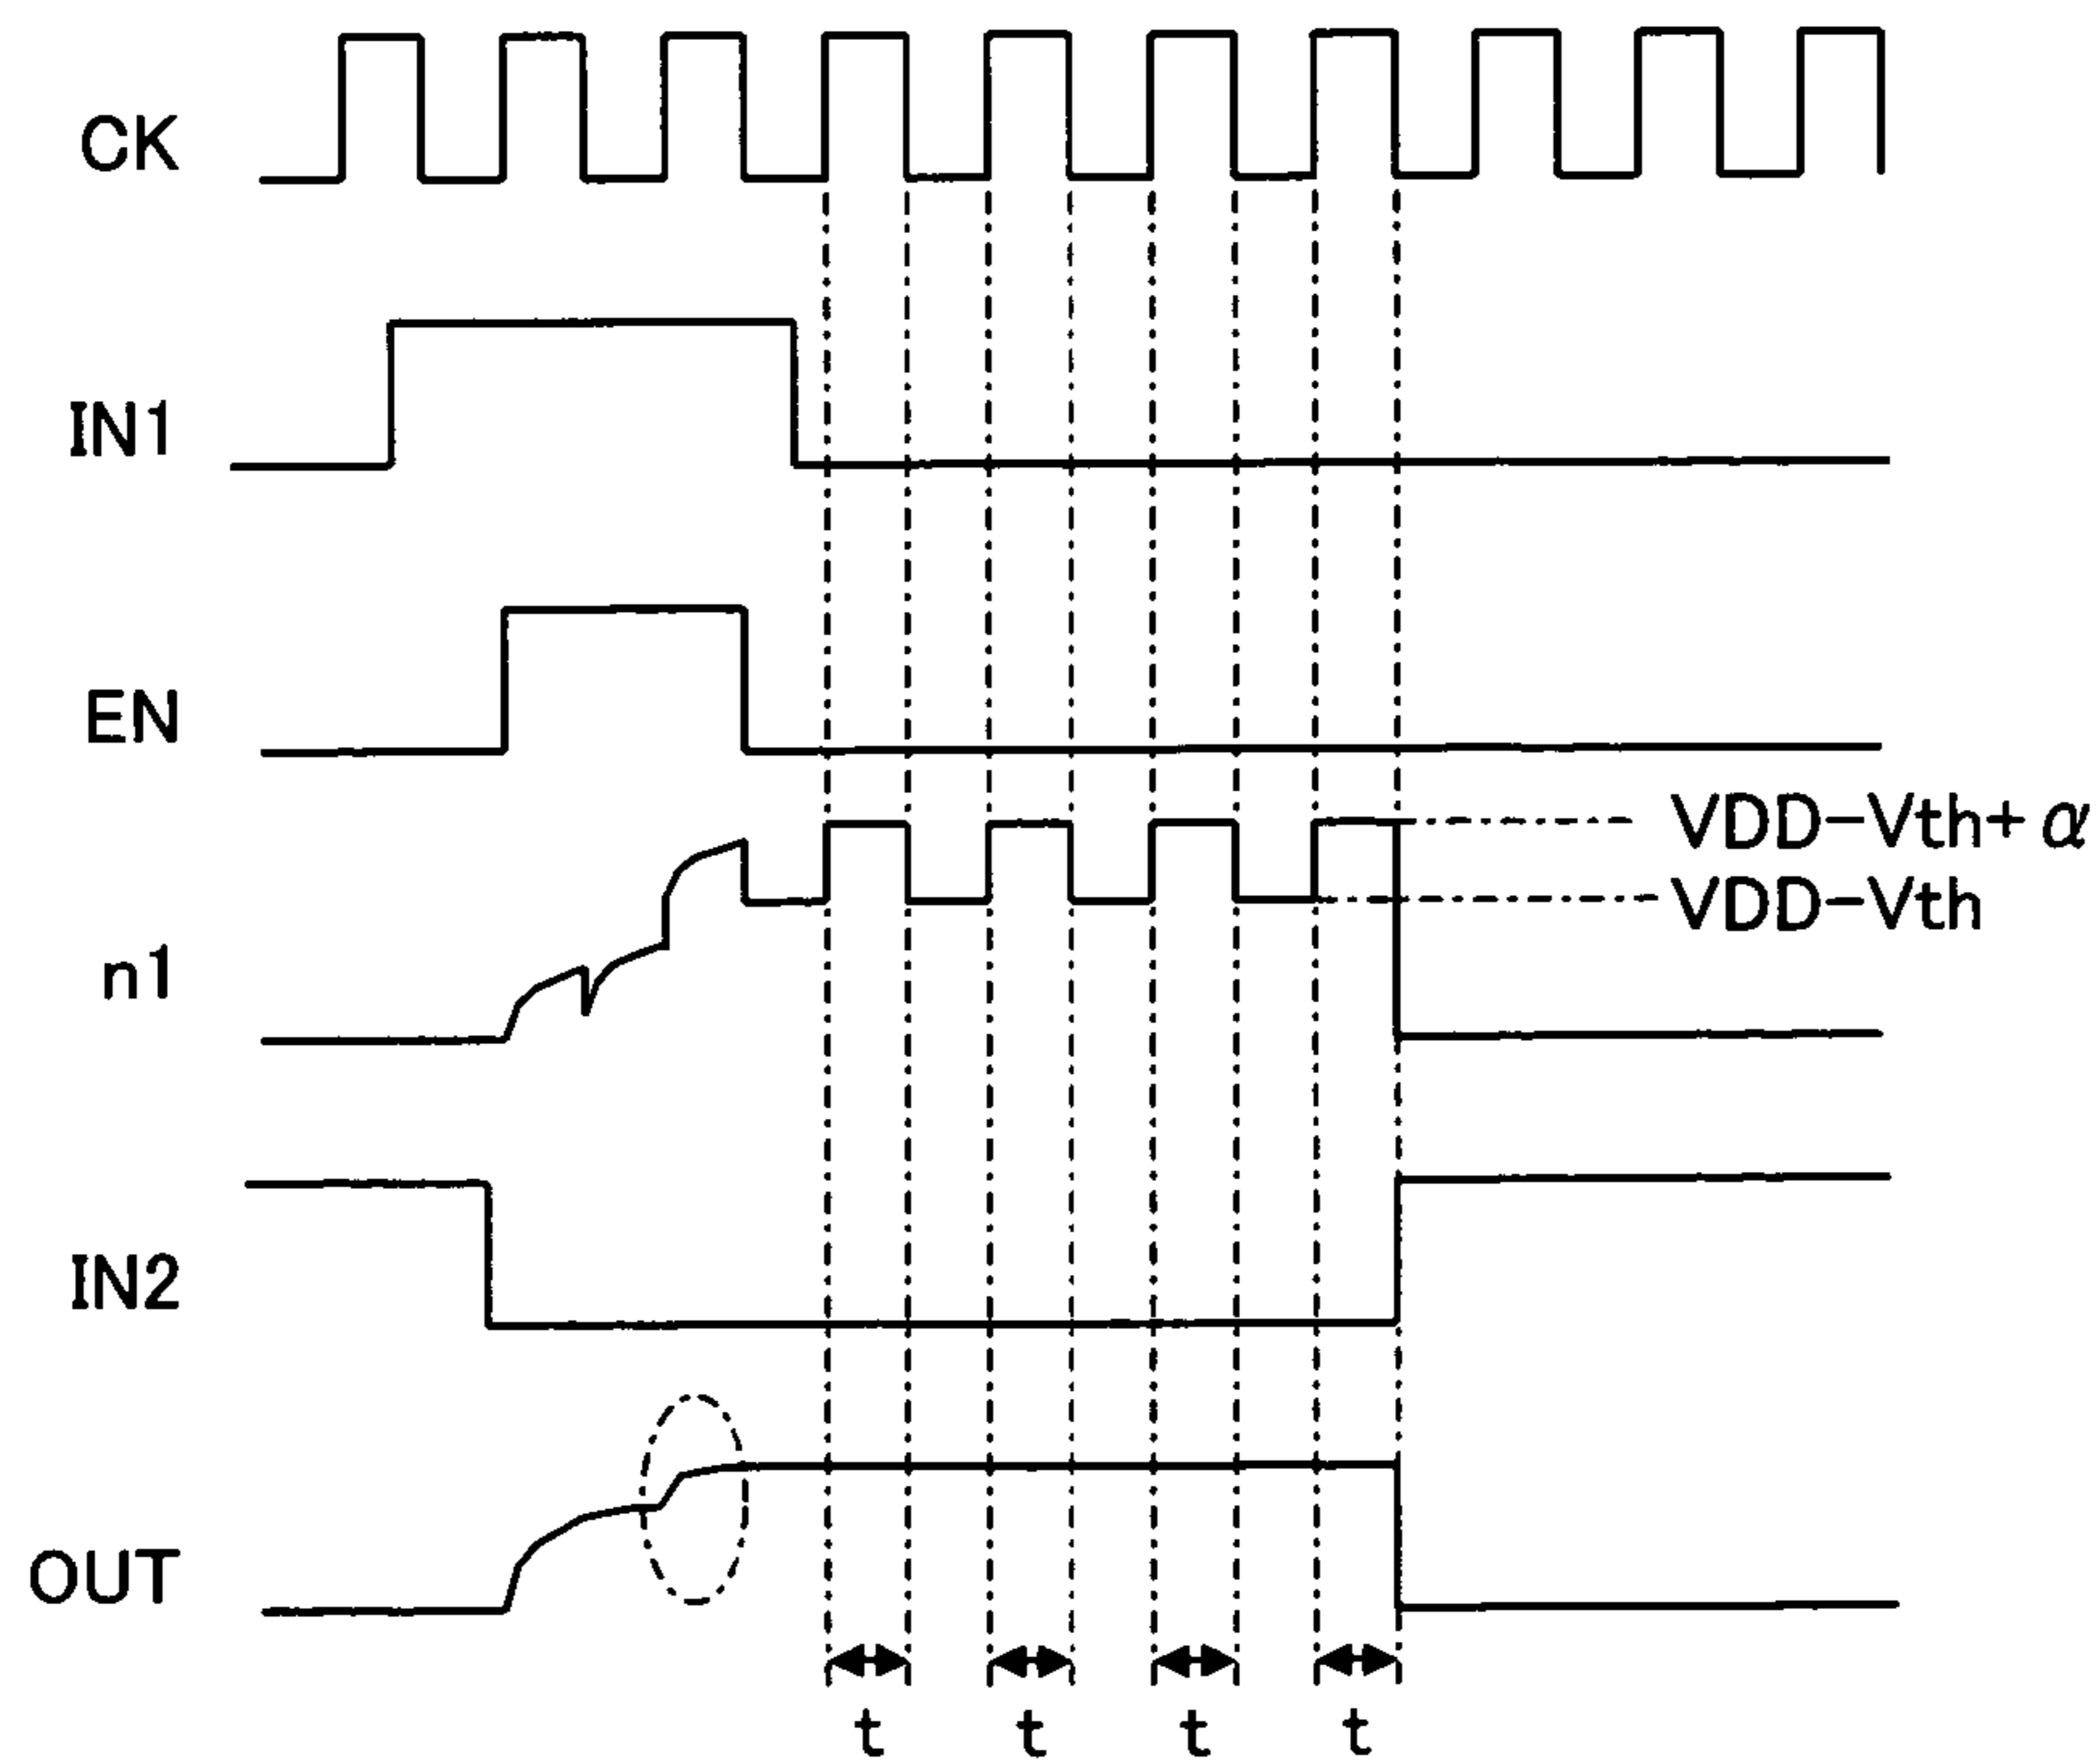 CK
IN1
EN
VDD-Vth+α
VDD-Vth
n1
IN2
OUT
t t t t